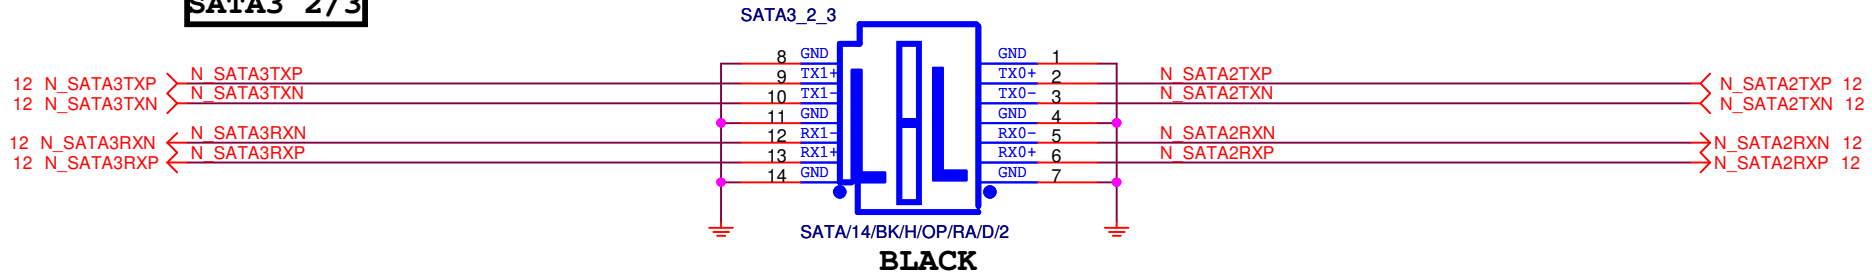 SATA3 2/3
SATA3_2_3
8 GND GND 1
12 N_SATA3TXP N_SATA3TXP 9 TX1+ TX0+ 2 N_SATA2TXP N_SATA2TXP 12
12 N_SATA3TXN N_SATA3TXN 10 TX1- TX0- 3 N_SATA2TXN N_SATA2TXN 12
11 GND GND 4
12 N_SATA3RXN N_SATA3RXN 12 RX1- RX0- 5 N_SATA2RXN N_SATA2RXN 12
12 N_SATA3RXP N_SATA3RXP 13 RX1+ RX0+ 6 N_SATA2RXP N_SATA2RXP 12
14 GND GND 7
SATA/14/BK/H/OP/RA/D/2
BLACK